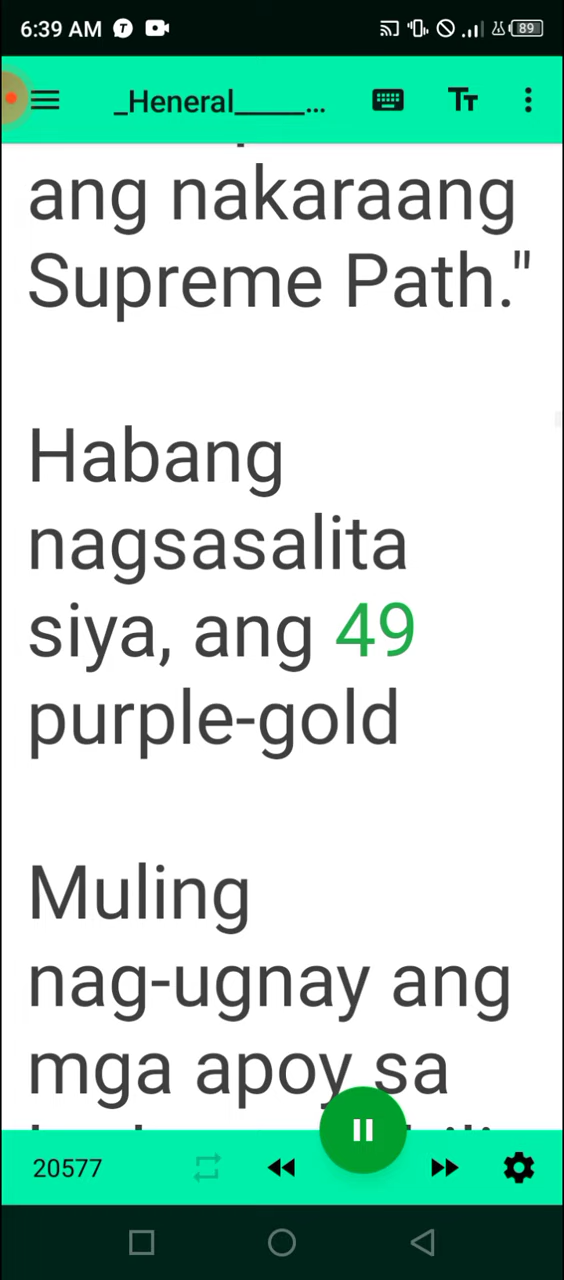 6:39 AM
89
_Heneral_____...
ang nakaraang
Supreme Path."
Habang
nagsasalita
siya, ang 49
purple-gold
Muling
nag-ugnay ang
mga apoy sa
20577